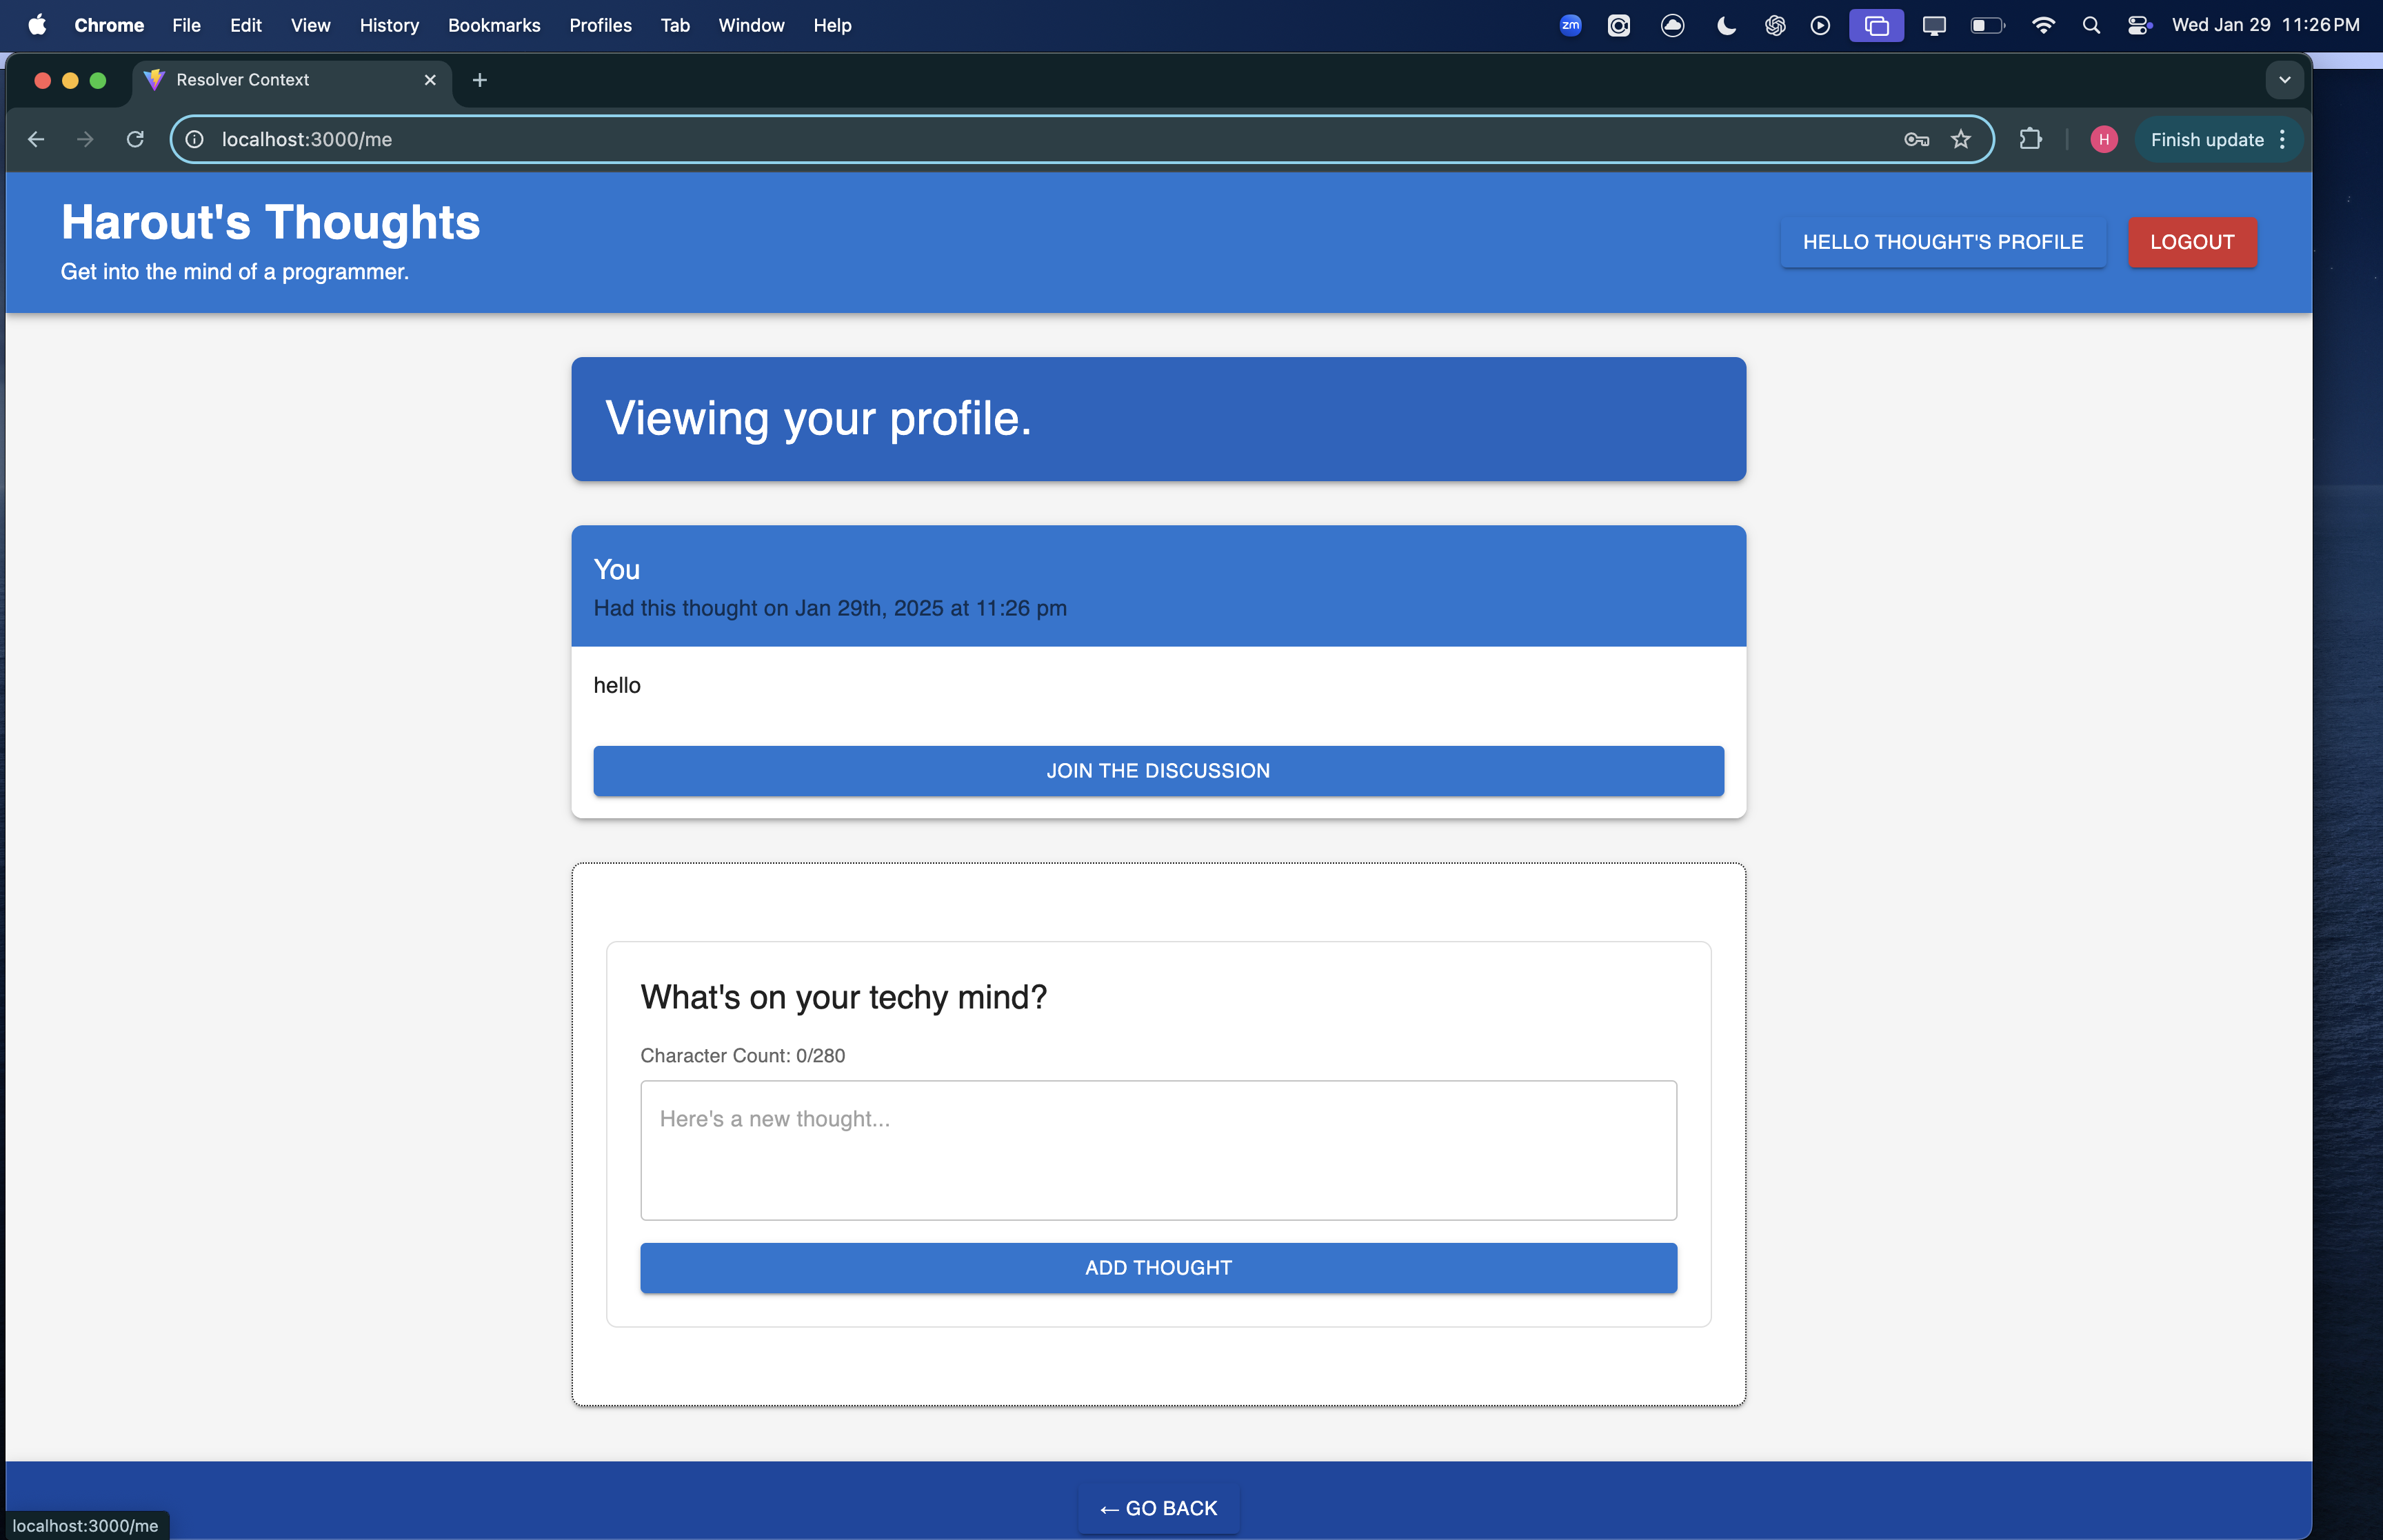 Chrome File Edit View History Bookmarks Profiles Tab Window Help
zm
Wed Jan 29 11:26 PM
Resolver Context
localhost:3000/me
H
Finish update
Harout's Thoughts
Get into the mind of a programmer.
HELLO THOUGHT'S PROFILE
LOGOUT
Viewing your profile.
You
Had this thought on Jan 29th, 2025 at 11:26 pm
hello
JOIN THE DISCUSSION
What's on your techy mind?
Character Count: 0/280
Here's a new thought...
ADD THOUGHT
← GO BACK
localhost:3000/me